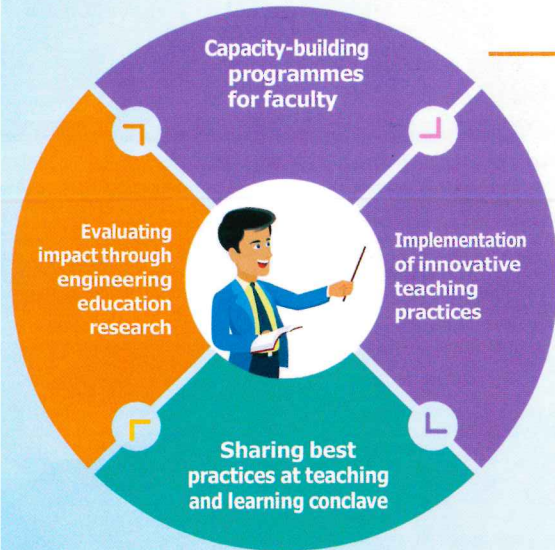 Capacity-building
programmes
for faculty
Implementation
of innovative
teaching
practices
Sharing best
practices at teaching
and learning conclave
Evaluating
impact through
engineering
education
research